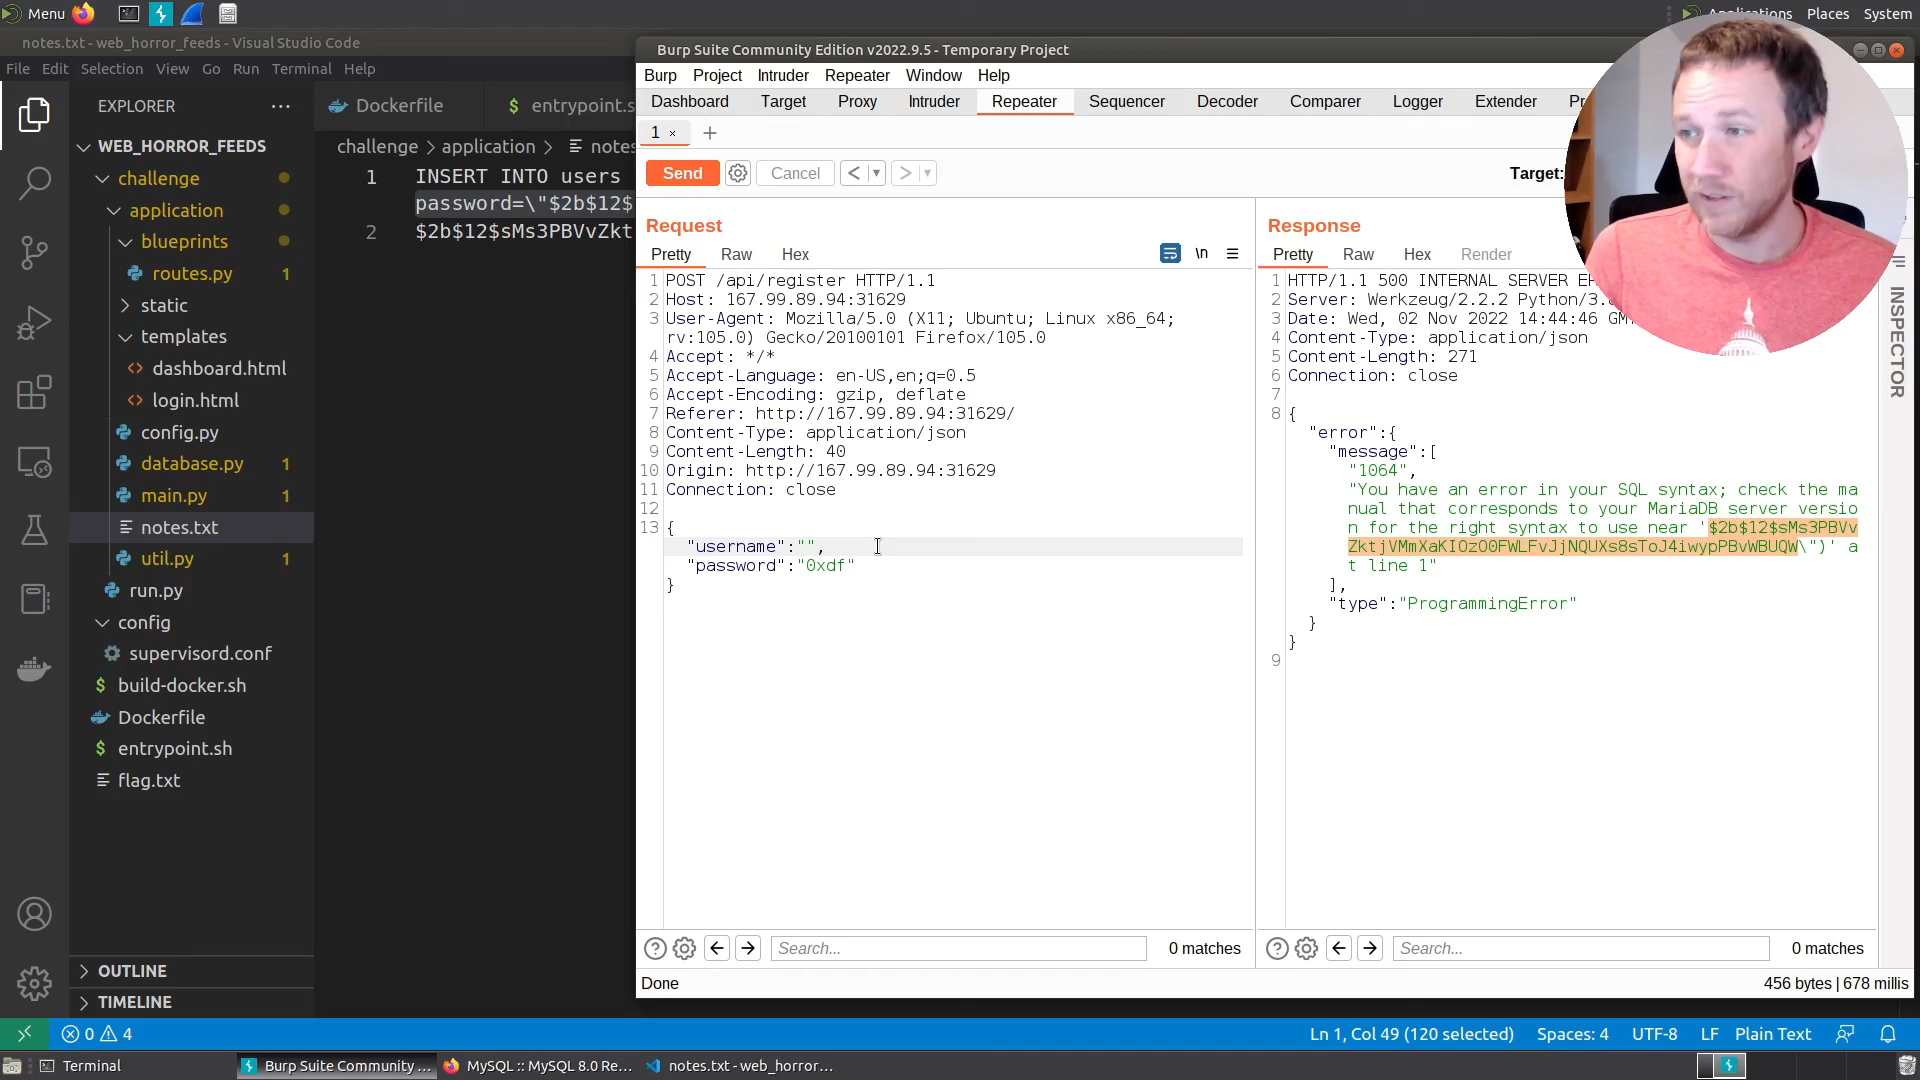 Menu
Applications Places System
notes.txt - web_horror_feeds - Visual Studio Code
File Edit Selection View Go Run Terminal Help
EXPLORER
WEB_HORROR_FEEDS
challenge
application
blueprints
routes.py 1
static
templates
dashboard.html
login.html
config.py
database.py 1
main.py 1
notes.txt
util.py 1
run.py
config
supervisord.conf
build-docker.sh
Dockerfile
entrypoint.sh
flag.txt
OUTLINE
TIMELINE
Dockerfile $ entrypoint.s
challenge > application > notes
1 INSERT INTO users
password=\"$2b$12$
2 $2b$12$sMs3PBVvZkt
Burp Suite Community Edition v2022.9.5 - Temporary Project
Burp Project Intruder Repeater Window Help
Dashboard Target Proxy Intruder Repeater Sequencer Decoder Comparer Logger Extender
1 × +
Send Cancel < >
Target:
Request
Pretty Raw Hex
\n
1 POST /api/register HTTP/1.1
2 Host: 167.99.89.94:31629
3 User-Agent: Mozilla/5.0 (X11; Ubuntu; Linux x86_64;
rv:105.0) Gecko/20100101 Firefox/105.0
4 Accept: */*
5 Accept-Language: en-US,en;q=0.5
6 Accept-Encoding: gzip, deflate
7 Referer: http://167.99.89.94:31629/
8 Content-Type: application/json
9 Content-Length: 40
10 Origin: http://167.99.89.94:31629
11 Connection: close
12
13 {
"username":"",
"password":"0xdf"
}
Search... 0 matches
Response
Pretty Raw Hex Render
1 HTTP/1.1 500 INTERNAL SERVER
2 Server: Werkzeug/2.2.2
3 Date: Wed, 02 Nov 2022 14:44:46
4 Content-Type: application/json
5 Content-Length: 271
6 Connection: close
7
8 {
"error":{
"message":[
"1064",
"You have an error in your SQL syntax; check the ma
nual that corresponds to your MariaDB server versio
n for the right syntax to use near '$2b$12$sMs3PBVv
ZktjVMmXaKIOzO0FWLFvJjNQUXs8sToJ4iwypPBvWBUQW\")' a
t line 1"
],
"type":"ProgrammingError"
}
}
9
Search... 0 matches
INSPECTOR
Done
456 bytes | 678 millis
0 4
Ln 1, Col 49 (120 selected) Spaces: 4 UTF-8 LF Plain Text
Terminal
Burp Suite Community ...
MySQL :: MySQL 8.0 Re...
notes.txt - web_horror...